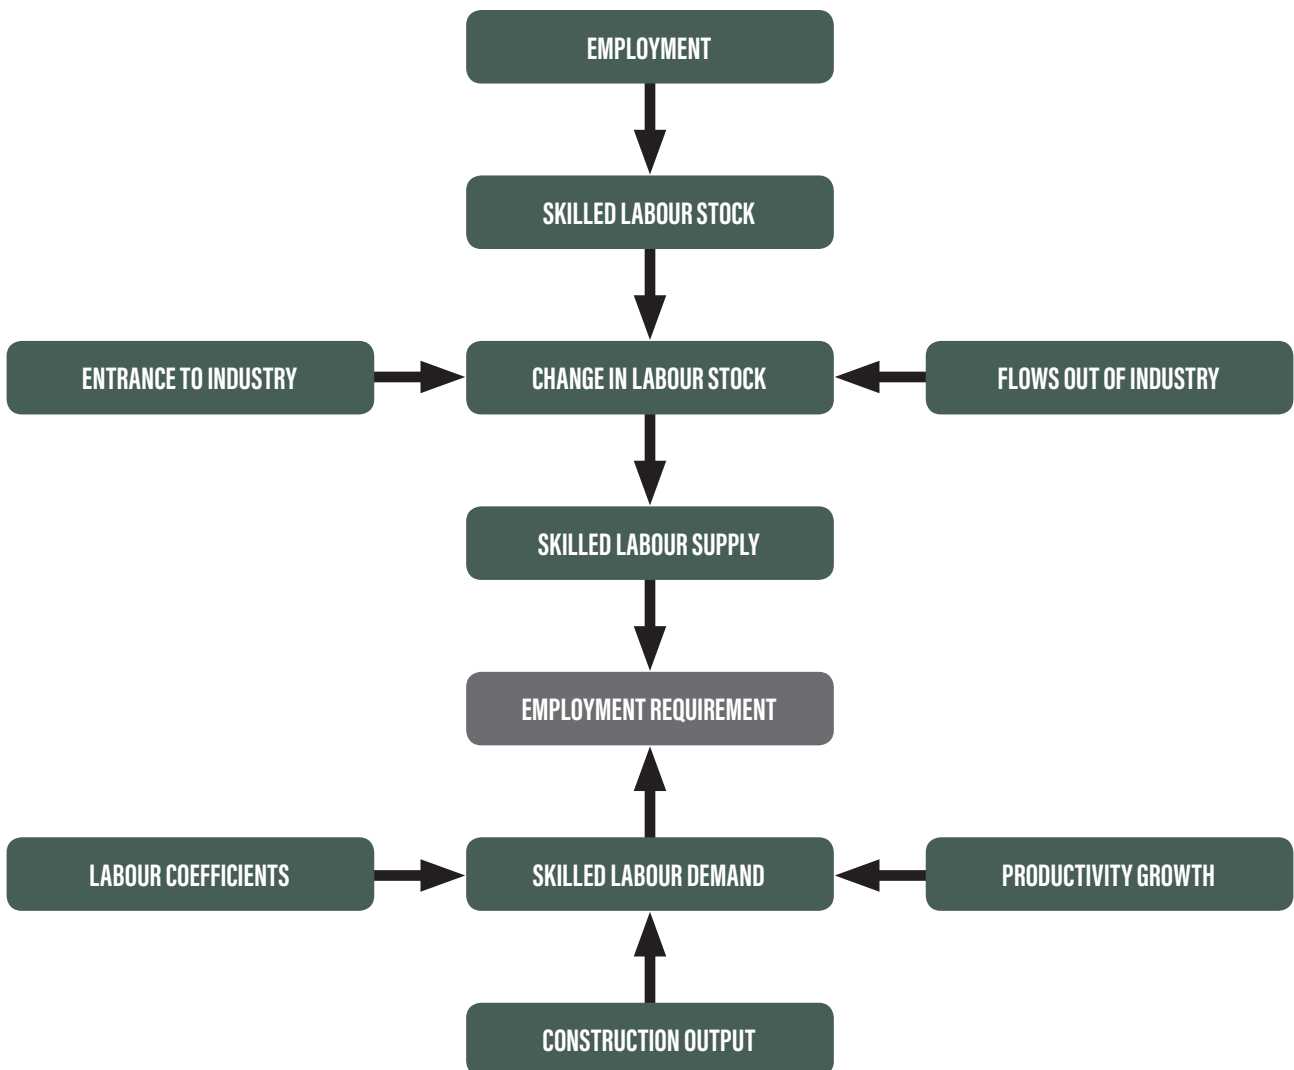 EMPLOYMENT
SKILLED LABOUR STOCK
ENTRANCE TO INDUSTRY
CHANGE IN LABOUR STOCK
FLOWS OUT OF INDUSTRY
SKILLED LABOUR SUPPLY
EMPLOYMENT REQUIREMENT
LABOUR COEFFICIENTS
SKILLED LABOUR DEMAND
PRODUCTIVITY GROWTH
CONSTRUCTION OUTPUT